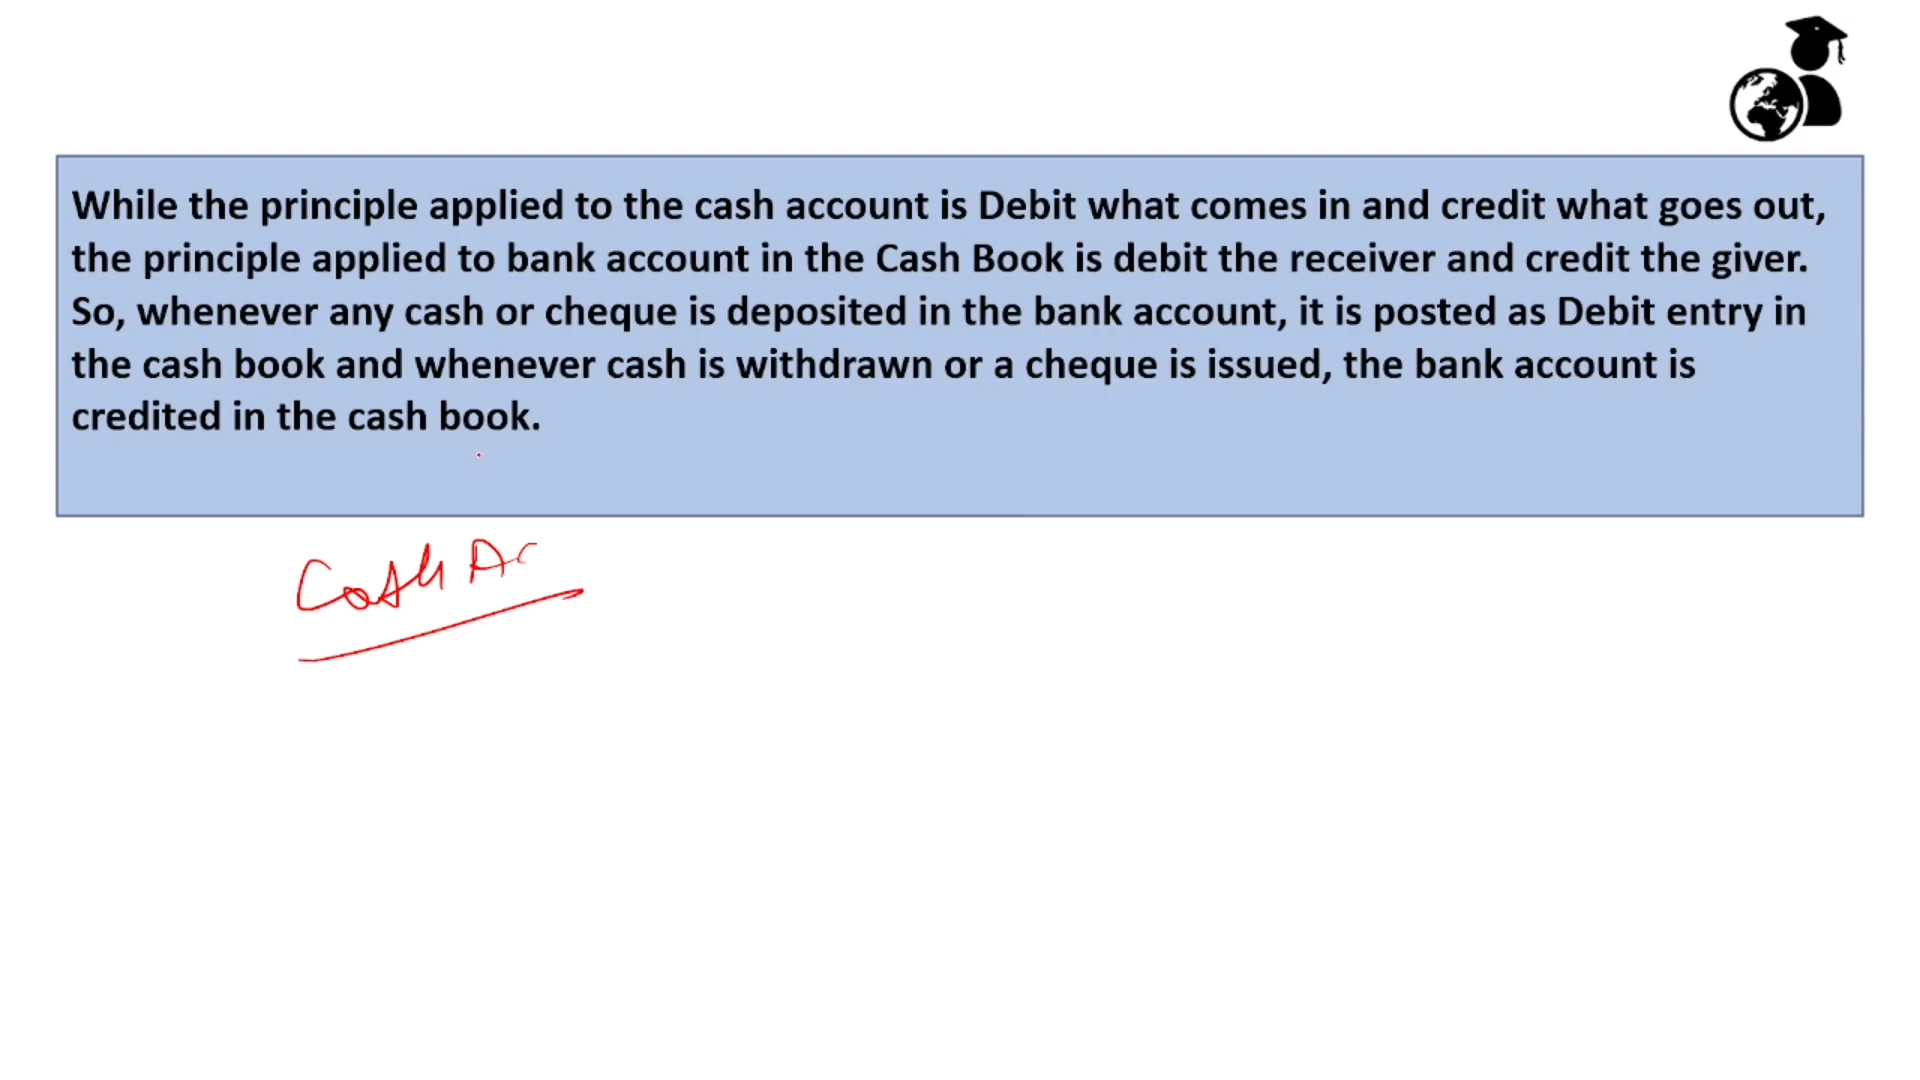 While the principle applied to the cash account is Debit what comes in and credit what goes out,
the principle applied to bank account in the Cash Book is debit the receiver and credit the giver.
So, whenever any cash or cheque is deposited in the bank account, it is posted as Debit entry in
the cash book and whenever cash is withdrawn or a cheque is issued, the bank account is
credited in the cash book.
Cash Ac